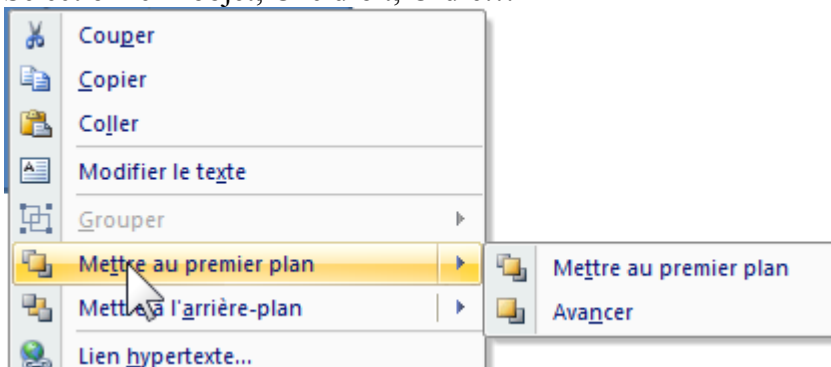 Couper
Copier
Coller
Modifier le texte
Grouper
Mettre au premier plan
Mettre au premier plan
Mettre à l'arrière-plan
Avancer
Lien hypertexte...